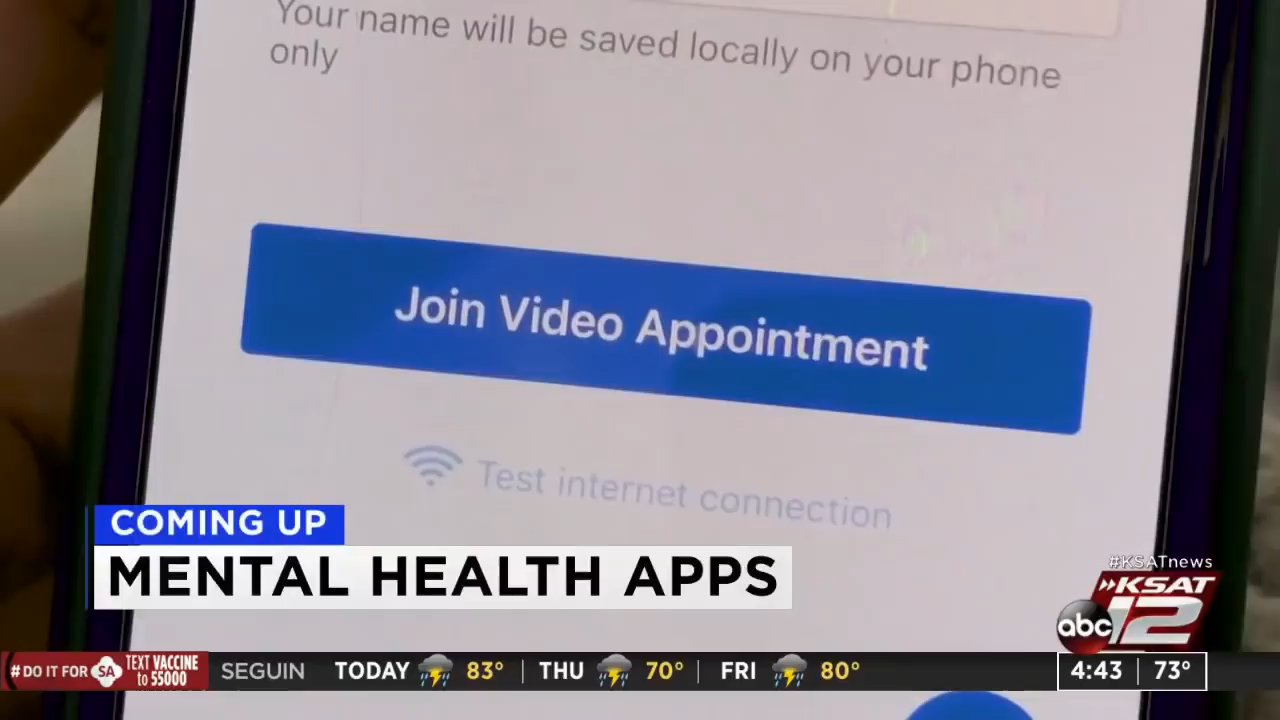 Your name will be saved locally on your phone
only
Join Video Appointment
Test internet connection
COMING UP
MENTAL HEALTH APPS
#KSATnews
KSAT
abc 12
#DO IT FOR SA TEXT VACCINE
to 55000
SEGUIN TODAY 83° THU 70° FRI 80° 4:43 73°